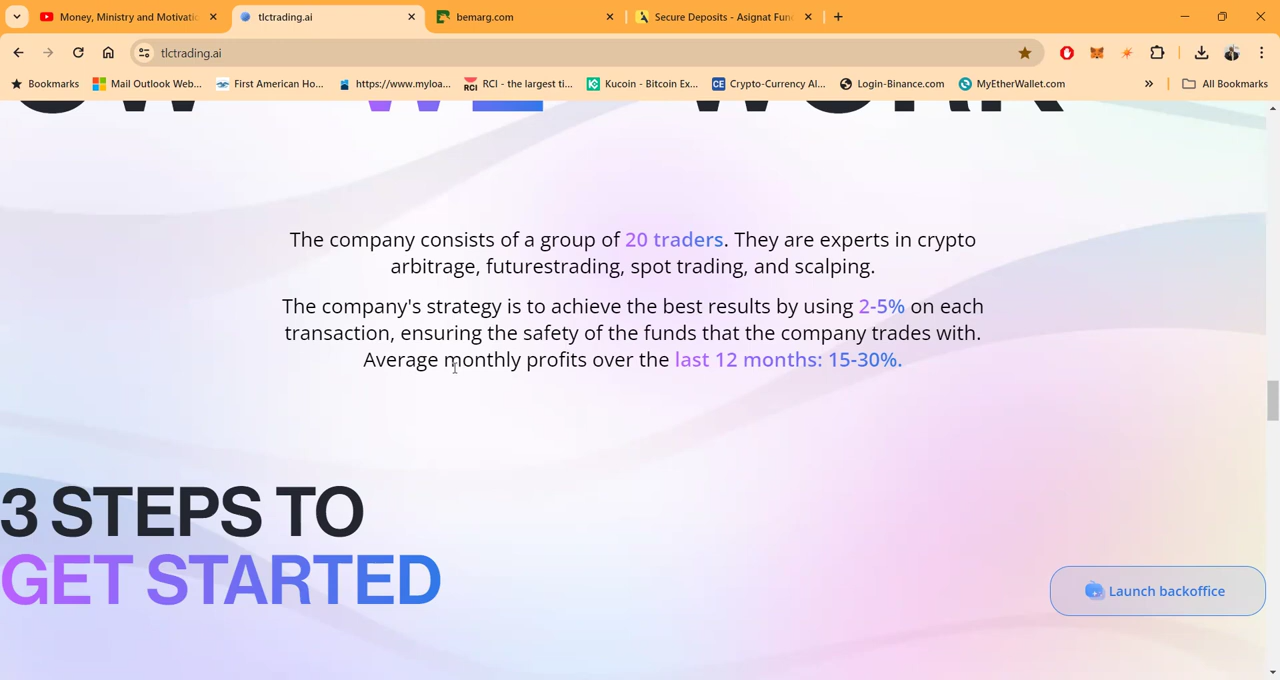 Money, Ministry and Motivatic
tlctrading.ai
bemarg.com
Secure Deposits - Asignat Fun
tlctrading.ai
Bookmarks
Mail Outlook Web...
First American Ho...
https://www.myloa...
RCI - the largest ti...
Kucoin - Bitcoin Ex...
Crypto-Currency Al...
Login-Binance.com
MyEtherWallet.com
All Bookmarks
WE WORK
The company consists of a group of 20 traders. They are experts in crypto
arbitrage, futurestrading, spot trading, and scalping.
The company's strategy is to achieve the best results by using 2-5% on each
transaction, ensuring the safety of the funds that the company trades with.
Average monthly profits over the last 12 months: 15-30%.
3 STEPS TO
GET STARTED
Launch backoffice